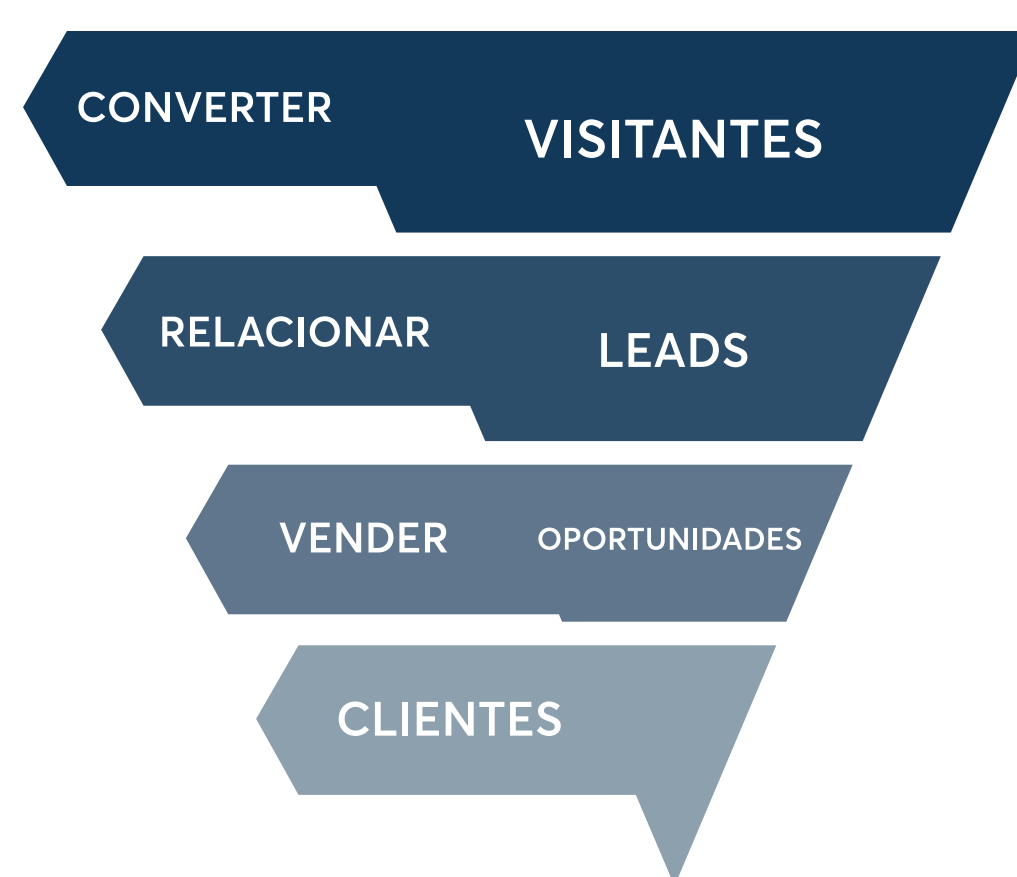 CONVERTER
VISITANTES
RELACIONAR
LEADS
VENDER
OPORTUNIDADES
CLIENTES